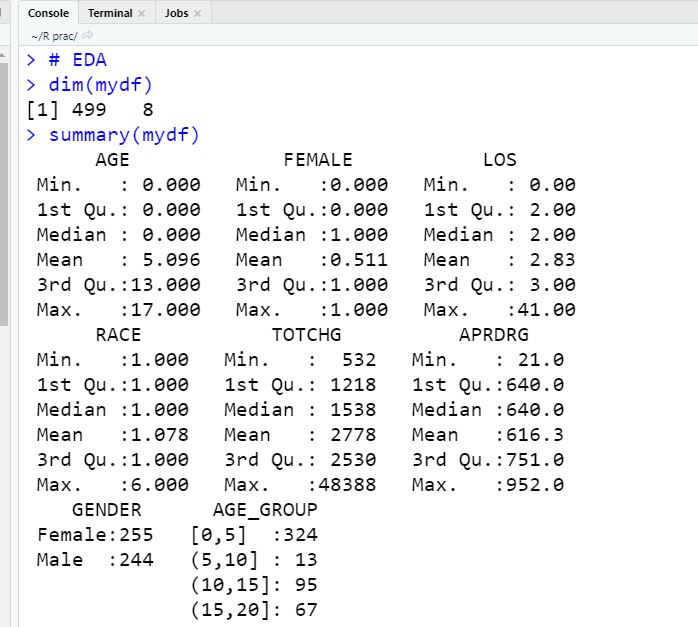 Console Terminal × Jobs ×
~/R prac/
> # EDA
> dim(mydf)
[1] 499   8
> summary(mydf)
      AGE             FEMALE           LOS
 Min.   : 0.000   Min.   :0.000   Min.   : 0.00
 1st Qu.: 0.000   1st Qu.:0.000   1st Qu.: 2.00
 Median : 0.000   Median :1.000   Median : 2.00
 Mean   : 5.096   Mean   :0.511   Mean   : 2.83
 3rd Qu.:13.000   3rd Qu.:1.000   3rd Qu.: 3.00
 Max.   :17.000   Max.   :1.000   Max.   :41.00
      RACE           TOTCHG          APRDRG
 Min.   :1.000   Min.   :  532   Min.   : 21.0
 1st Qu.:1.000   1st Qu.: 1218   1st Qu.:640.0
 Median :1.000   Median : 1538   Median :640.0
 Mean   :1.078   Mean   : 2778   Mean   :616.3
 3rd Qu.:1.000   3rd Qu.: 2530   3rd Qu.:751.0
 Max.   :6.000   Max.   :48388   Max.   :952.0
    GENDER      AGE_GROUP
 Female:255   [0,5]  :324
 Male  :244   (5,10] : 13
              (10,15]: 95
              (15,20]: 67